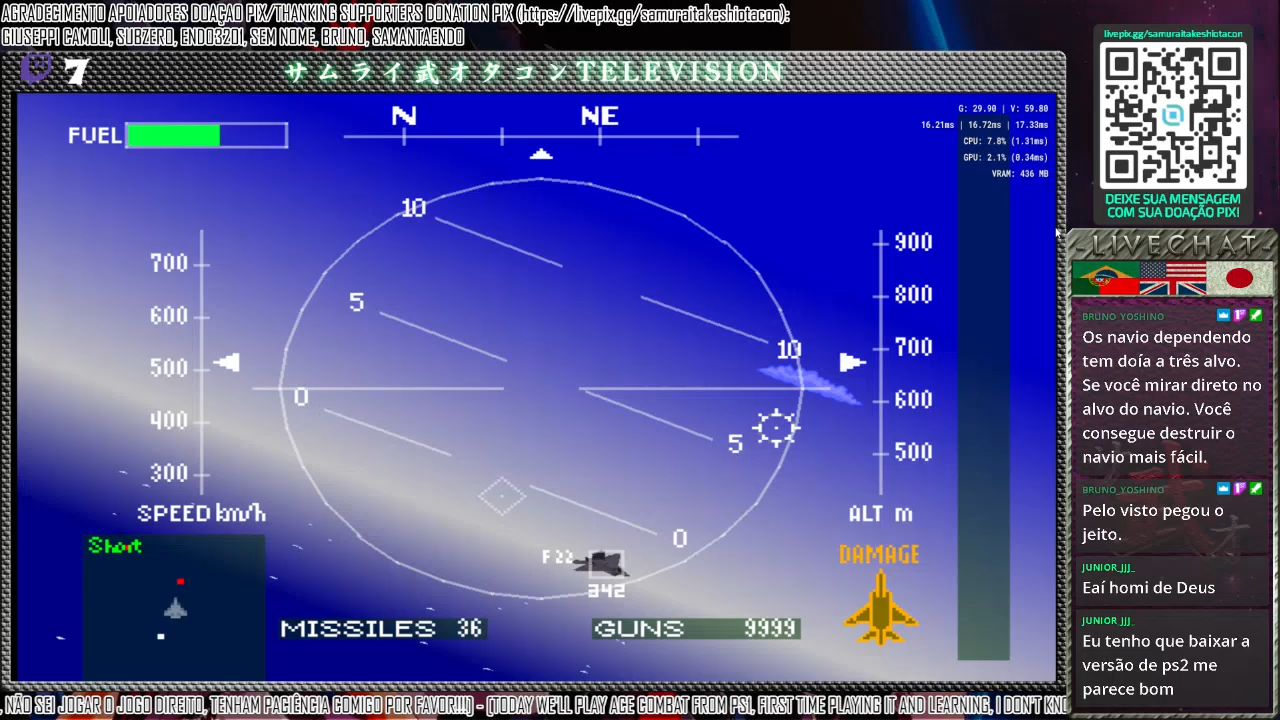 AGRADECIMENTO APOIADORES DOAÇÃO PIX/THANKING SUPPORTERS DONATION PIX (https://livepix.gg/samuraitakeshiotacon):
GIUSEPPI CAMOLI, SUBZERO, ENDO3201, SEM NOME, BRUNO, SAMANTAENDO
7
サムライ武オタコンTELEVISION
FUEL
N
NE
G: 29.90 | V: 59.80
16.21ms | 16.72ms | 17.33ms
CPU: 7.8% (1.31ms)
GPU: 2.1% (0.34ms)
VRAM: 436 MB
10
5
0
10
5
0
700
600
500
400
300
SPEED km/h
900
800
700
600
500
ALT m
Short
F 22
342
DAMAGE
MISSILES 36
GUNS 9999
livepix.gg/samuraitakeshiotacon
DEIXE SUA MENSAGEM
COM SUA DOAÇÃO PIX!
-LIVECHAT-
BRUNO_YOSHINO
Os navio dependendo
tem doía a três alvo.
Se você mirar direto no
alvo do navio. Você
consegue destruir o
navio mais fácil.
BRUNO_YOSHINO
Pelo visto pegou o
jeito.
JUNIOR_JJJ_
Eaí homi de Deus
JUNIOR_JJJ_
Eu tenho que baixar a
versão de ps2 me
parece bom
, NÃO SEI JOGAR O JOGO DIREITO, TENHAM PACIÊNCIA COMIGO POR FAVOR!!!) - (TODAY WE'LL PLAY ACE COMBAT FROM PS1, FIRST TIME PLAYING IT AND LEARNING, I DON'T KNO